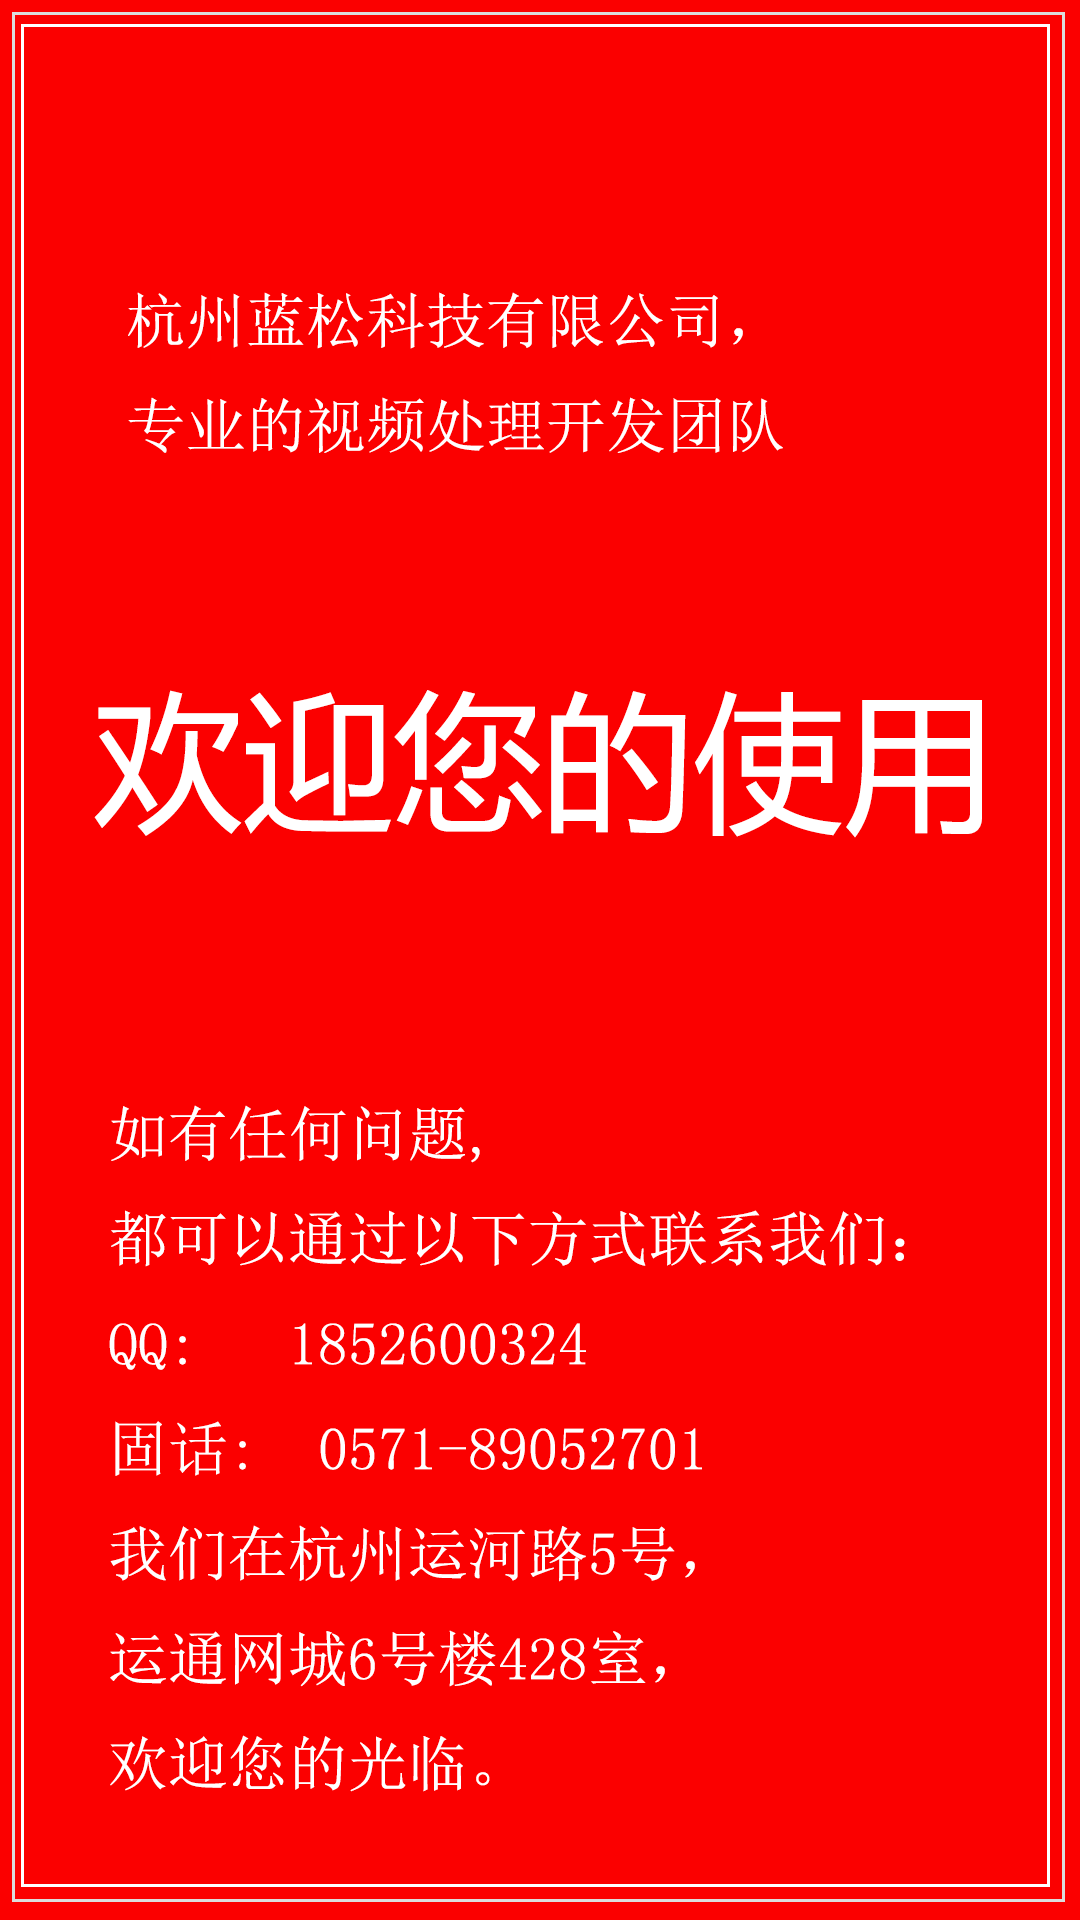 杭州蓝松科技有限公司，
专业的视频处理开发团队
欢迎您的使用
如有任何问题,
都可以通过以下方式联系我们：
QQ:   1852600324
固话:  0571-89052701
我们在杭州运河路5号，
运通网城6号楼428室，
欢迎您的光临。